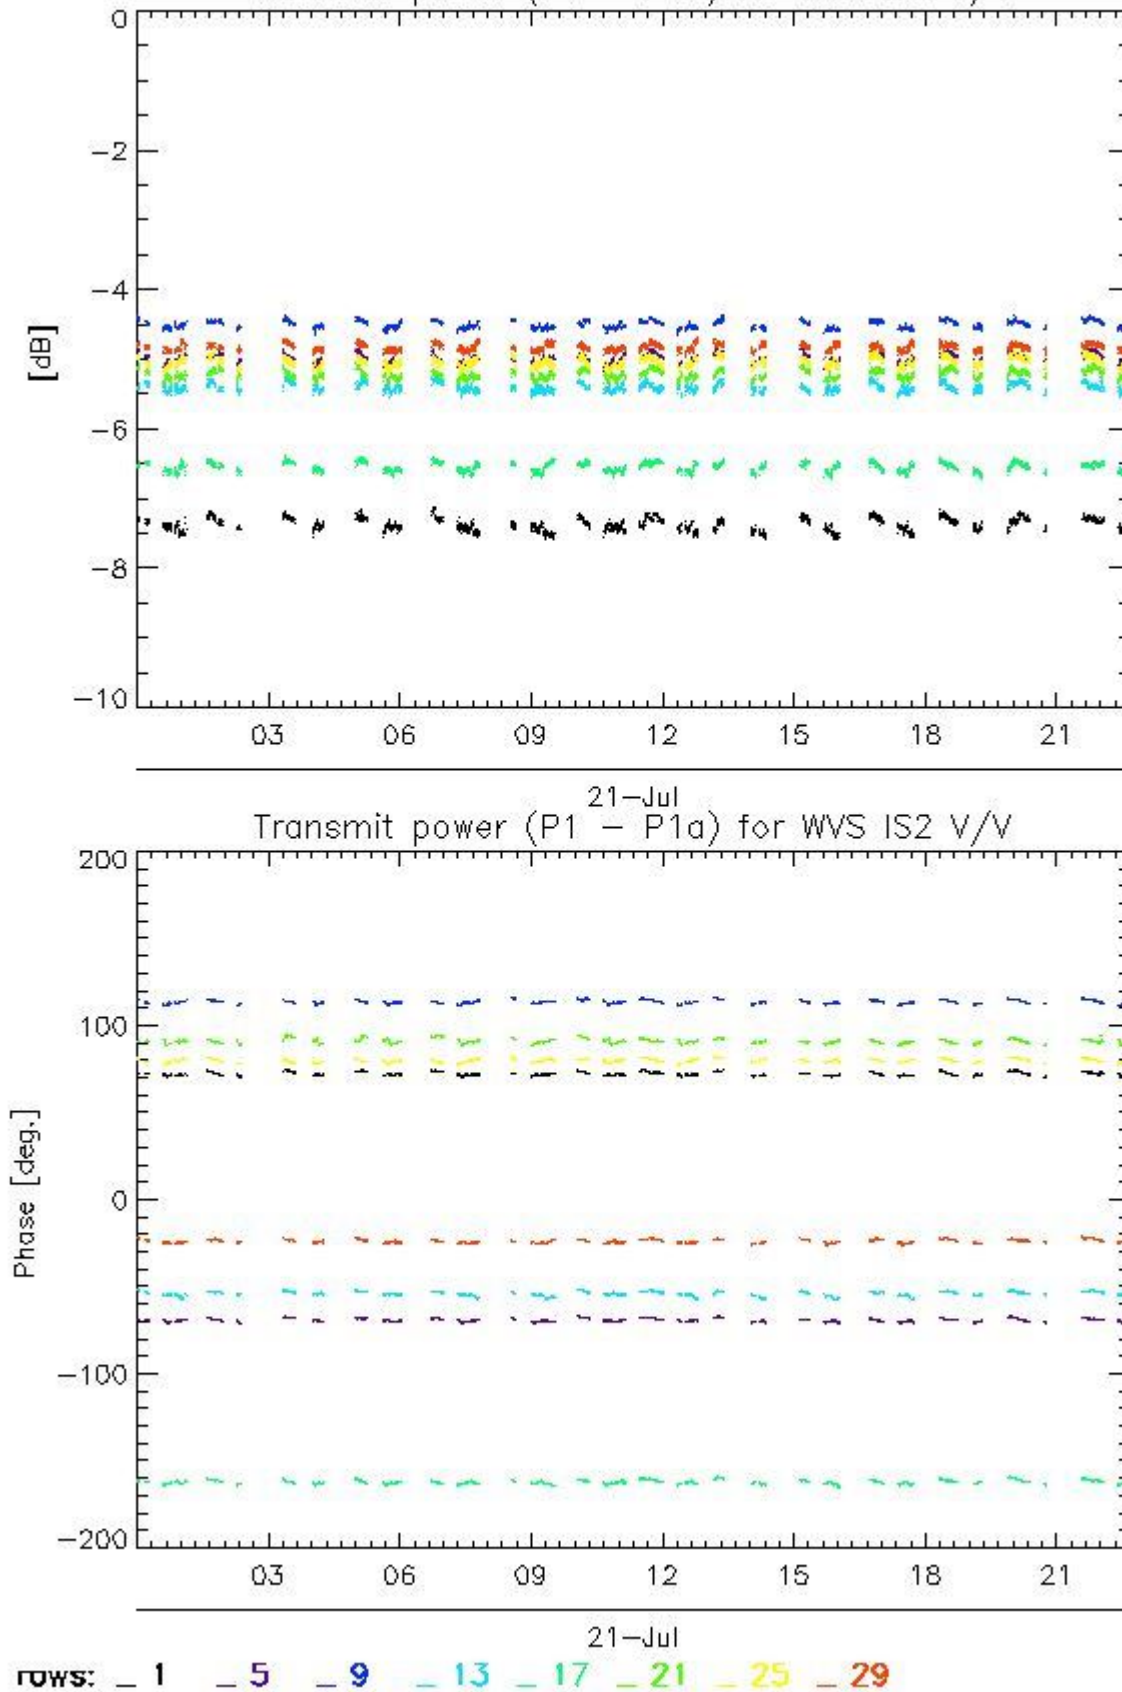 0
-2
-4
[dB]
-6
-8
-10
03 06 09 12 15 18 21
21-Jul
Transmit power (P1 - P1a) for WVS IS2 V/V
200
100
0
Phase [deg.]
-100
-200
03 06 09 12 15 18 21
21-Jul
rows: _ 1 _ 5 _ 9 _ 13 _ 17 _ 21 _ 25 _ 29